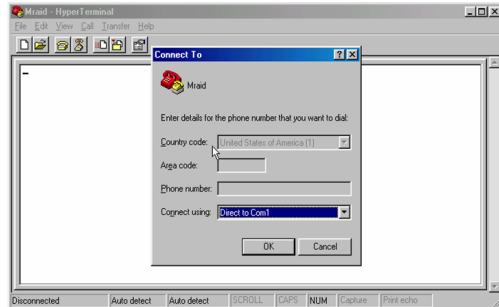 Mraid - HyperTerminal
File Edit View Call Transfer Help
Connect To
Mraid
Enter details for the phone number that you want to dial:
Country code: United States of America (1)
Area code:
Phone number:
Connect using: Direct to Com1
OK Cancel
Disconnected Auto detect Auto detect SCROLL CAPS NUM Capture Print echo